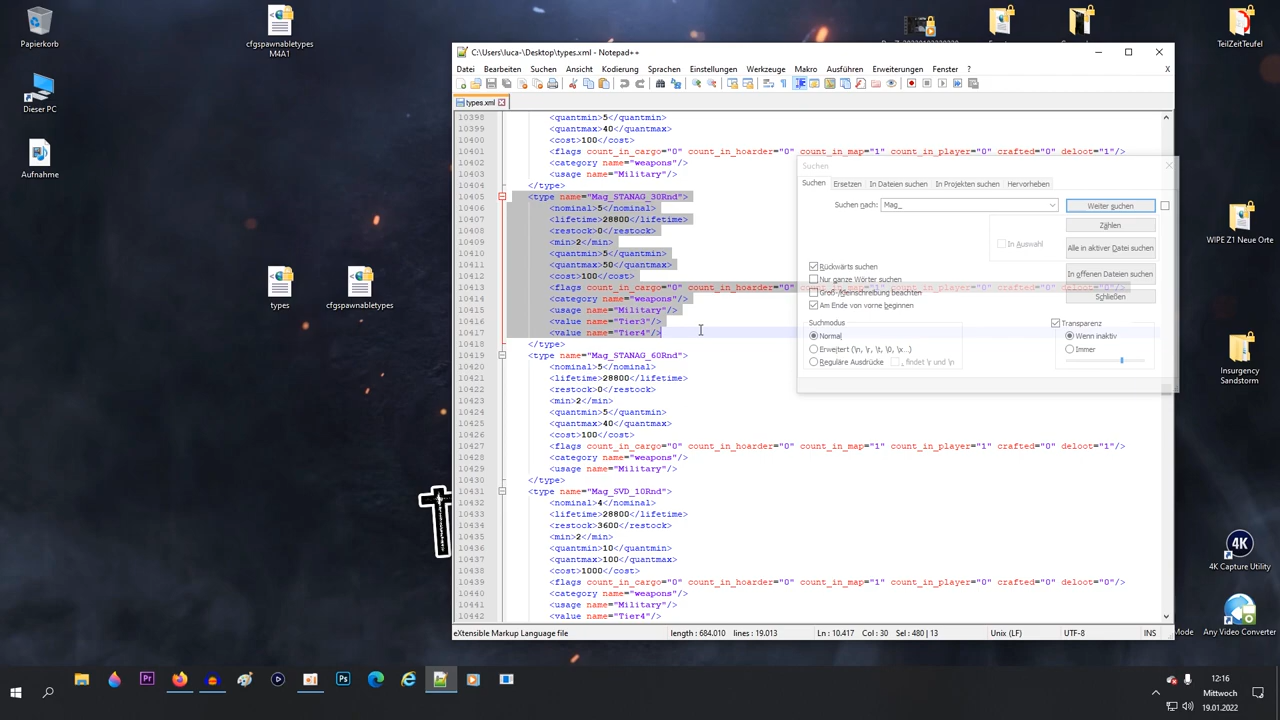 Papierkorb
Dieser PC
Aufnahme
cfgspawnabletypes
M4A1
types
cfgspawnabletypes
TeilZeitTeufel
WIPE Z1 Neue Orte
Insurgency
Sandstorm
4K
4K Capture Utility
Any Video Converter
C:\Users\luca-\Desktop\types.xml - Notepad++
Datei Bearbeiten Suchen Ansicht Kodierung Sprachen Einstellungen Werkzeuge Makro Ausführen Erweiterungen Fenster ? X
types.xml
10398 <quantmin>5</quantmin>
10399 <quantmax>40</quantmax>
10400 <cost>100</cost>
10401 <flags count_in_cargo="0" count_in_hoarder="0" count_in_map="1" count_in_player="0" crafted="0" deloot="1"/>
10402 <category name="weapons"/>
10403 <usage name="Military"/>
10404 </type>
10405 <type name="Mag_STANAG_30Rnd">
10406 <nominal>5</nominal>
10407 <lifetime>28800</lifetime>
10408 <restock>0</restock>
10409 <min>2</min>
10410 <quantmin>5</quantmin>
10411 <quantmax>50</quantmax>
10412 <cost>100</cost>
10413 <flags count_in_cargo="0" count_in_hoarder="0"
10414 <category name="weapons"/>
10415 <usage name="Military"/>
10416 <value name="Tier3"/>
10417 <value name="Tier4"/>
10418 </type>
10419 <type name="Mag_STANAG_60Rnd">
10420 <nominal>5</nominal>
10421 <lifetime>28800</lifetime>
10422 <restock>0</restock>
10423 <min>2</min>
10424 <quantmin>5</quantmin>
10425 <quantmax>40</quantmax>
10426 <cost>100</cost>
10427 <flags count_in_cargo="0" count_in_hoarder="0" count_in_map="1" count_in_player="1" crafted="0" deloot="1"/>
10428 <category name="weapons"/>
10429 <usage name="Military"/>
10430 </type>
10431 <type name="Mag_SVD_10Rnd">
10432 <nominal>4</nominal>
10433 <lifetime>28800</lifetime>
10434 <restock>3600</restock>
10435 <min>2</min>
10436 <quantmin>10</quantmin>
10437 <quantmax>100</quantmax>
10438 <cost>1000</cost>
10439 <flags count_in_cargo="0" count_in_hoarder="0" count_in_map="1" count_in_player="0" crafted="0" deloot="0"/>
10440 <category name="weapons"/>
10441 <usage name="Military"/>
10442 <value name="Tier4"/>
Suchen
Suchen Ersetzen In Dateien suchen In Projekten suchen Hervorheben
Suchen nach: Mag_
Weiter suchen
Zählen
In Auswahl
Alle in aktiver Datei suchen
Rückwärts suchen
In offenen Dateien suchen
Nur ganze Wörter suchen
Groß-/Kleinschreibung beachten
Schließen
Am Ende von vorne beginnen
Suchmodus
Transparenz
Normal
Wenn inaktiv
Erweitert (\n, \r, \t, \0, \x...)
Immer
Reguläre Ausdrücke
. findet \r und \n
eXtensible Markup Language file length : 684.010 lines : 19.013 Ln : 10.417 Col : 30 Sel : 480 | 13 Unix (LF) UTF-8 INS
Mode
Pr
Ps
12:16
Mittwoch
19.01.2022